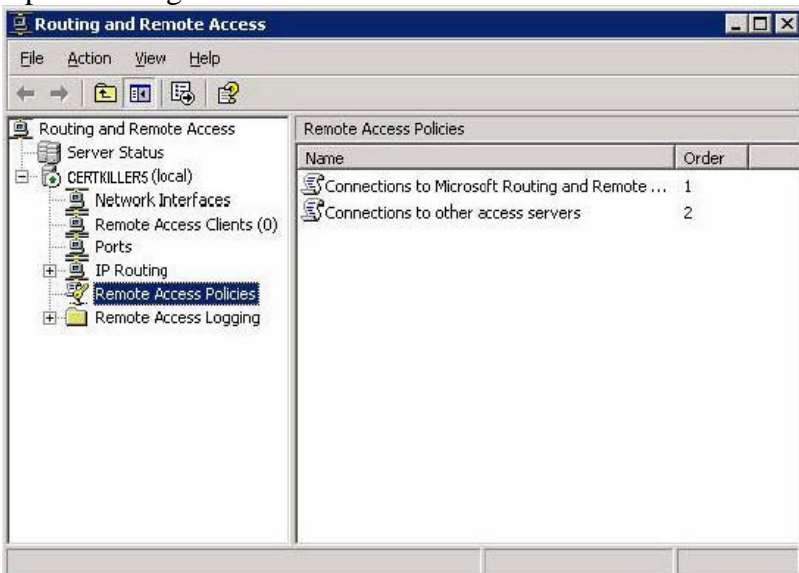 Routing and Remote Access
File Action View Help
Routing and Remote Access
Server Status
CERTKILLER5 (local)
Network Interfaces
Remote Access Clients (0)
Ports
IP Routing
Remote Access Policies
Remote Access Logging
Remote Access Policies
Name Order
Connections to Microsoft Routing and Remote ... 1
Connections to other access servers 2